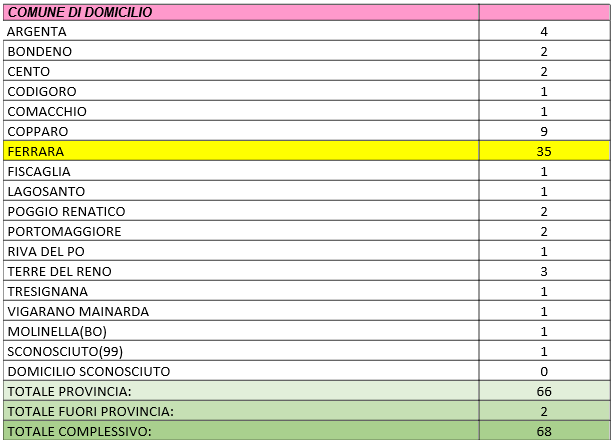 COMUNE DI DOMICILIO
ARGENTA 4
BONDENO 2
CENTO 2
CODIGORO 1
COMACCHIO 1
COPPARO 9
FERRARA 35
FISCAGLIA 1
LAGOSANTO 1
POGGIO RENATICO 2
PORTOMAGGIORE 2
RIVA DEL PO 1
TERRE DEL RENO 3
TRESIGNANA 1
VIGARANO MAINARDA 1
MOLINELLA(BO) 1
SCONOSCIUTO(99) 1
DOMICILIO SCONOSCIUTO 0
TOTALE PROVINCIA: 66
TOTALE FUORI PROVINCIA: 2
TOTALE COMPLESSIVO: 68